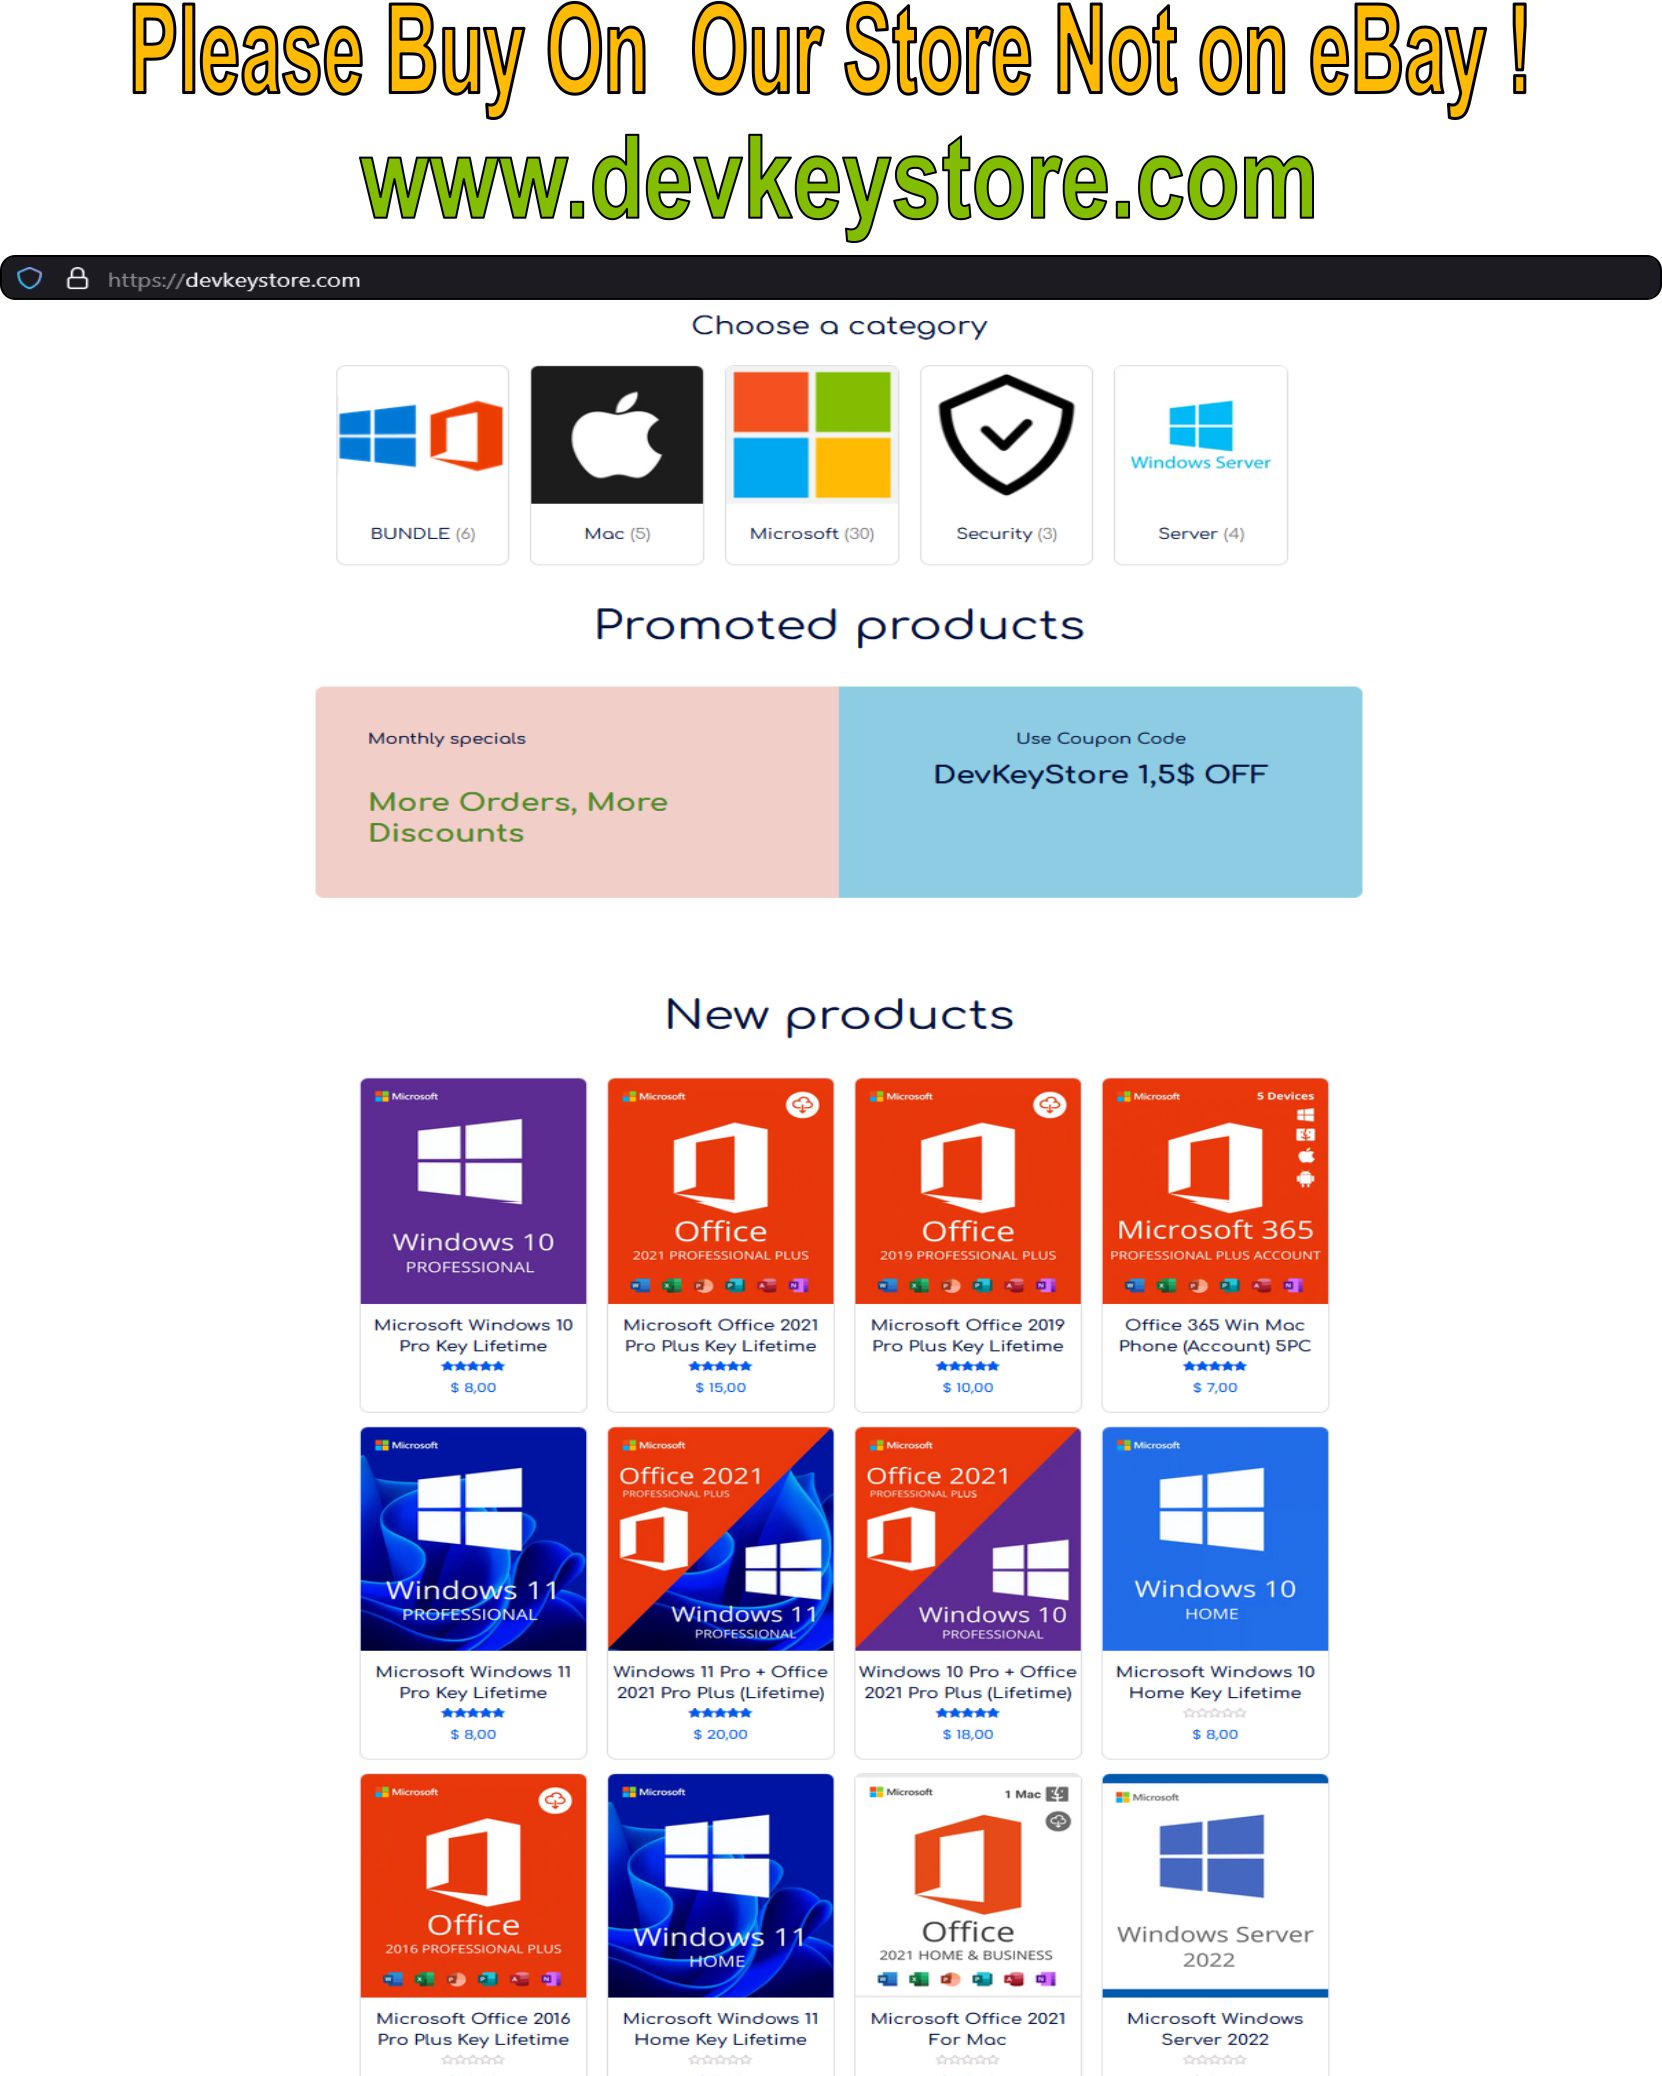 Please Buy On Our Store Not on eBay !
www.devkeystore.com
https://devkeystore.com
Choose a category
Windows Server
BUNDLE (6)
Mac (5)
Microsoft (30)
Security (3)
Server (4)
Promoted products
Monthly specials
More Orders, More
Discounts
Use Coupon Code
DevKeyStore 1,5$ OFF
New products
Microsoft
Windows 10
PROFESSIONAL
Microsoft Windows 10
Pro Key Lifetime
$ 8,00
Microsoft
Office
2021 PROFESSIONAL PLUS
Microsoft Office 2021
Pro Plus Key Lifetime
$ 15,00
Microsoft
Office
2019 PROFESSIONAL PLUS
Microsoft Office 2019
Pro Plus Key Lifetime
$ 10,00
Microsoft
5 Devices
Microsoft 365
PROFESSIONAL PLUS ACCOUNT
Office 365 Win Mac
Phone (Account) 5PC
$ 7,00
Microsoft
Windows 11
PROFESSIONAL
Microsoft Windows 11
Pro Key Lifetime
$ 8,00
Microsoft
Office 2021
PROFESSIONAL PLUS
Windows 11
PROFESSIONAL
Windows 11 Pro + Office
2021 Pro Plus (Lifetime)
$ 20,00
Microsoft
Office 2021
PROFESSIONAL PLUS
Windows 10
PROFESSIONAL
Windows 10 Pro + Office
2021 Pro Plus (Lifetime)
$ 18,00
Microsoft
Windows 10
HOME
Microsoft Windows 10
Home Key Lifetime
$ 8,00
Microsoft
Office
2016 PROFESSIONAL PLUS
Microsoft Office 2016
Pro Plus Key Lifetime
Microsoft
Windows 11
HOME
Microsoft Windows 11
Home Key Lifetime
Microsoft
1 Mac
Office
2021 HOME & BUSINESS
Microsoft Office 2021
For Mac
Microsoft
Windows Server
2022
Microsoft Windows
Server 2022